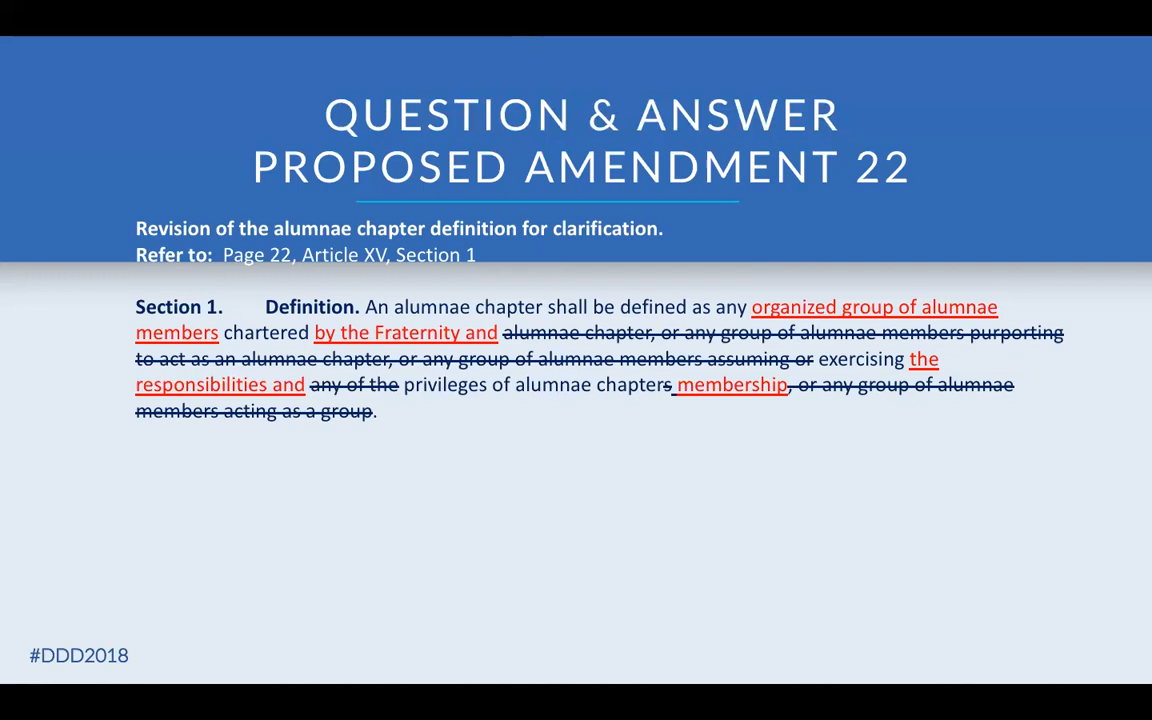 QUESTION & ANSWER
PROPOSED AMENDMENT 22
Revision of the alumnae chapter definition for clarification.
Refer to: Page 22, Article XV, Section 1
Section 1. Definition. An alumnae chapter shall be defined as any organized group of alumnae
members chartered by the Fraternity and alumnae chapter, or any group of alumnae members purporting
to act as an alumnae chapter, or any group of alumnae members assuming or exercising the
responsibilities and any of the privileges of alumnae chapters membership, or any group of alumnae
members acting as a group.
#DDD2018